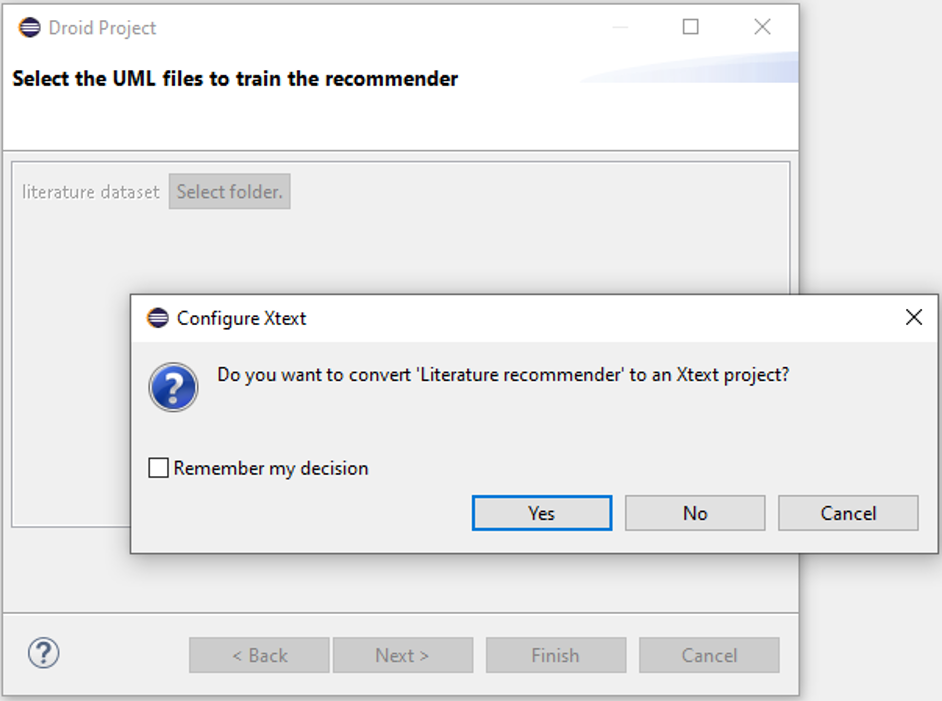 Droid Project
Select the UML files to train the recommender
literature dataset Select folder.
Configure Xtext
Do you want to convert 'Literature recommender' to an Xtext project?
Remember my decision
Yes No Cancel
< Back Next > Finish Cancel